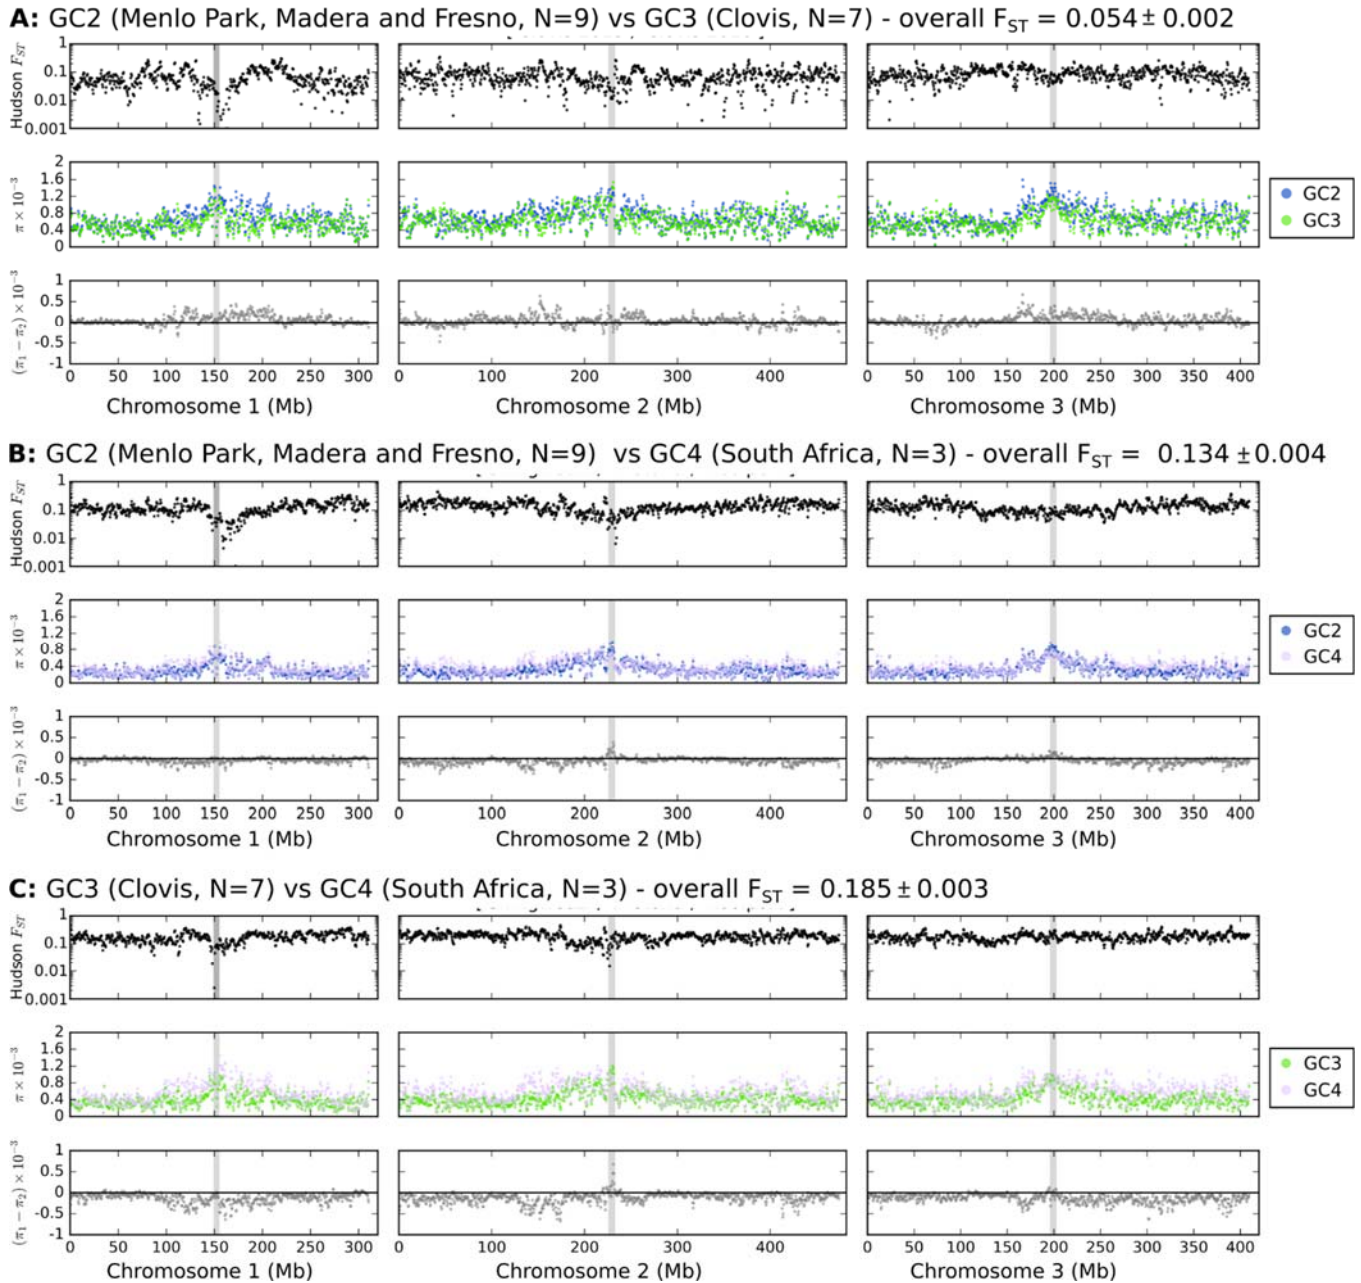 A: GC2 (Menlo Park, Madera and Fresno, N=9) vs GC3 (Clovis, N=7) - overall FST = 0.054 ± 0.002
Hudson FST
1
0.1
0.01
0.001
π × 10⁻³
2
1.6
1.2
0.8
0.4
0
GC2
GC3
(π₁ − π₂) × 10⁻³
1
0.5
0
-0.5
-1
0 50 100 150 200 250 300
0 100 200 300 400
0 50 100 150 200 250 300 350 400
Chromosome 1 (Mb)
Chromosome 2 (Mb)
Chromosome 3 (Mb)
B: GC2 (Menlo Park, Madera and Fresno, N=9) vs GC4 (South Africa, N=3) - overall FST = 0.134 ± 0.004
Hudson FST
1
0.1
0.01
0.001
π × 10⁻³
2
1.6
1.2
0.8
0.4
0
GC2
GC4
(π₁ − π₂) × 10⁻³
1
0.5
0
-0.5
-1
0 50 100 150 200 250 300
0 100 200 300 400
0 50 100 150 200 250 300 350 400
Chromosome 1 (Mb)
Chromosome 2 (Mb)
Chromosome 3 (Mb)
C: GC3 (Clovis, N=7) vs GC4 (South Africa, N=3) - overall FST = 0.185 ± 0.003
Hudson FST
1
0.1
0.01
0.001
π × 10⁻³
2
1.6
1.2
0.8
0.4
0
GC3
GC4
(π₁ − π₂) × 10⁻³
1
0.5
0
-0.5
-1
0 50 100 150 200 250 300
0 100 200 300 400
0 50 100 150 200 250 300 350 400
Chromosome 1 (Mb)
Chromosome 2 (Mb)
Chromosome 3 (Mb)